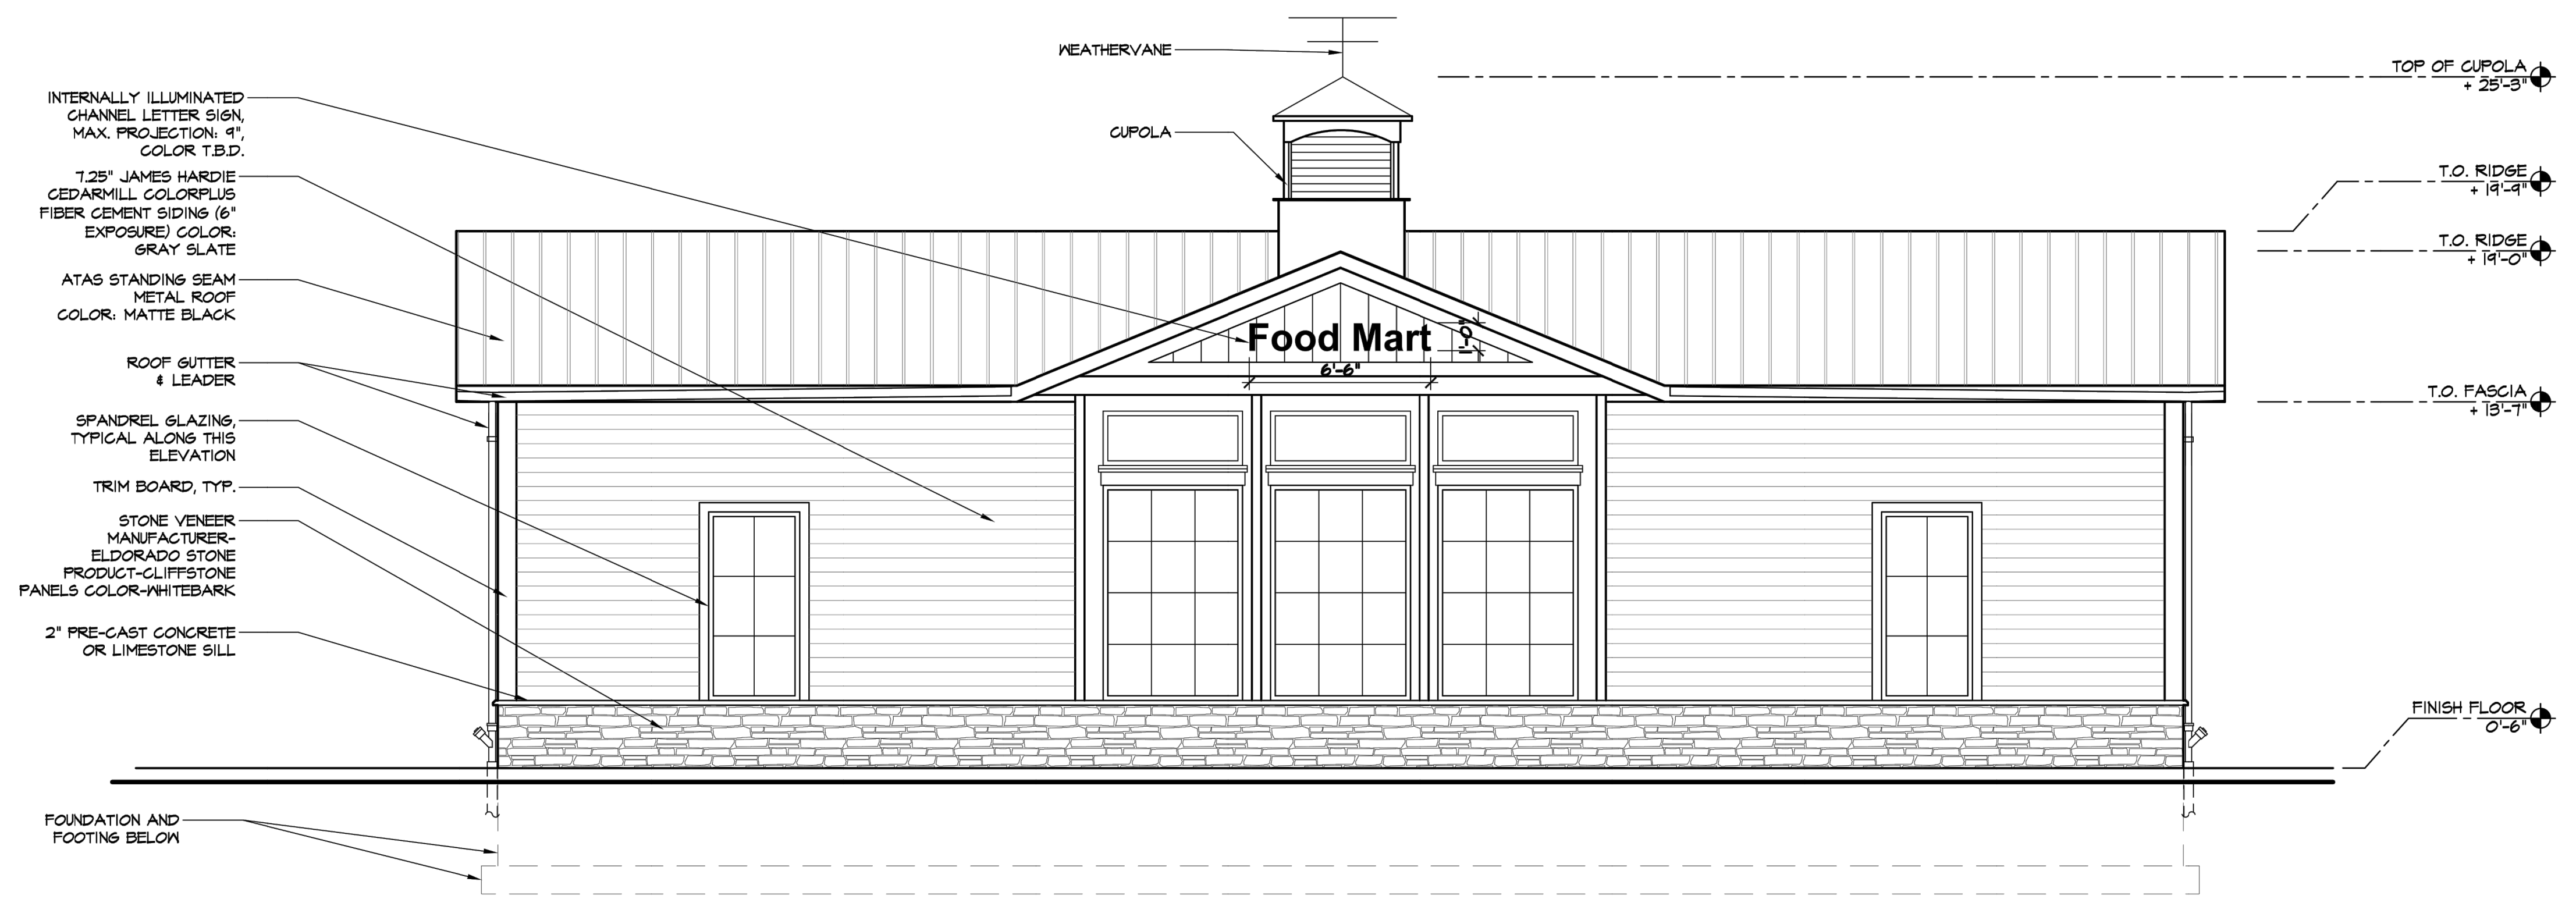 WEATHERVANE
CUPOLA
INTERNALLY ILLUMINATED
CHANNEL LETTER SIGN,
MAX. PROJECTION: 9",
COLOR T.B.D.
7.25" JAMES HARDIE
CEDARMILL COLORPLUS
FIBER CEMENT SIDING (6"
EXPOSURE) COLOR:
GRAY SLATE
ATAS STANDING SEAM
METAL ROOF
COLOR: MATTE BLACK
ROOF GUTTER
& LEADER
SPANDREL GLAZING,
TYPICAL ALONG THIS
ELEVATION
TRIM BOARD, TYP.
STONE VENEER
MANUFACTURER-
ELDORADO STONE
PRODUCT-CLIFFSTONE
PANELS COLOR-WHITEBARK
2" PRE-CAST CONCRETE
OR LIMESTONE SILL
FOUNDATION AND
FOOTING BELOW
Food Mart
1'-0"
6'-6"
TOP OF CUPOLA
+ 25'-3"
T.O. RIDGE
+ 19'-9"
T.O. RIDGE
+ 19'-0"
T.O. FASCIA
+ 13'-7"
FINISH FLOOR
0'-6"